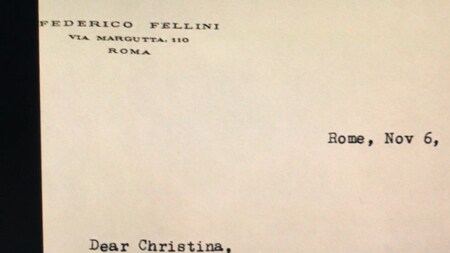 FEDERICO FELLINI
VIA MARGUTTA, 110
ROMA
Rome, Nov 6,
Dear Christina,